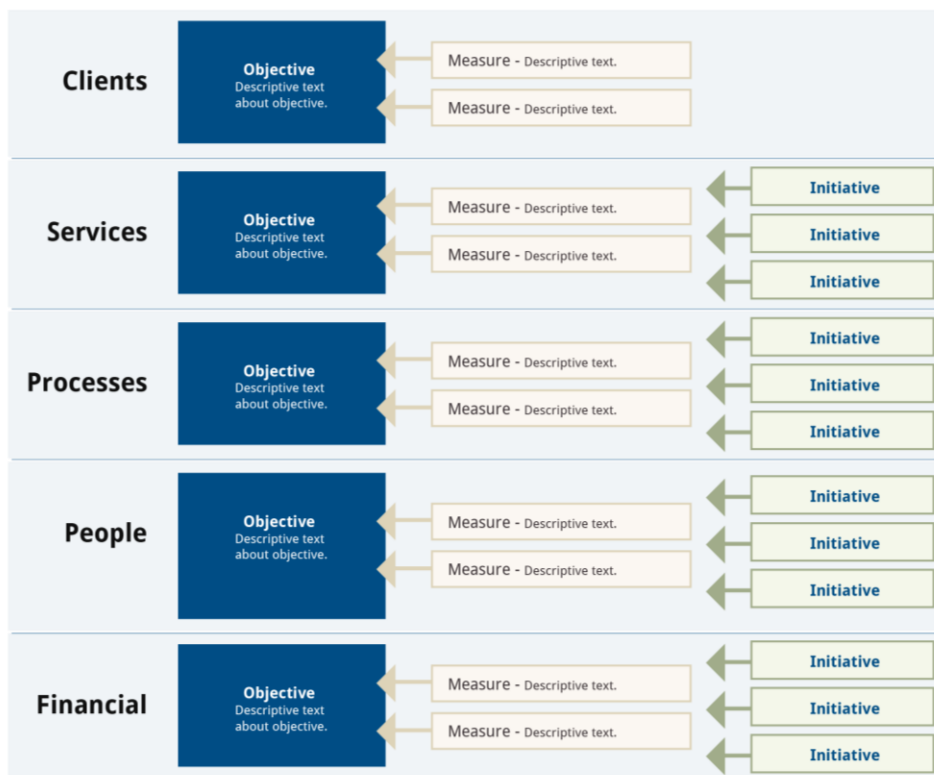 Clients
Objective
Descriptive text
about objective.
Measure - Descriptive text.
Measure - Descriptive text.
Services
Objective
Descriptive text
about objective.
Measure - Descriptive text.
Measure - Descriptive text.
Initiative
Initiative
Initiative
Processes
Objective
Descriptive text
about objective.
Measure - Descriptive text.
Measure - Descriptive text.
Initiative
Initiative
Initiative
People
Objective
Descriptive text
about objective.
Measure - Descriptive text.
Measure - Descriptive text.
Initiative
Initiative
Initiative
Financial
Objective
Descriptive text
about objective.
Measure - Descriptive text.
Measure - Descriptive text.
Initiative
Initiative
Initiative